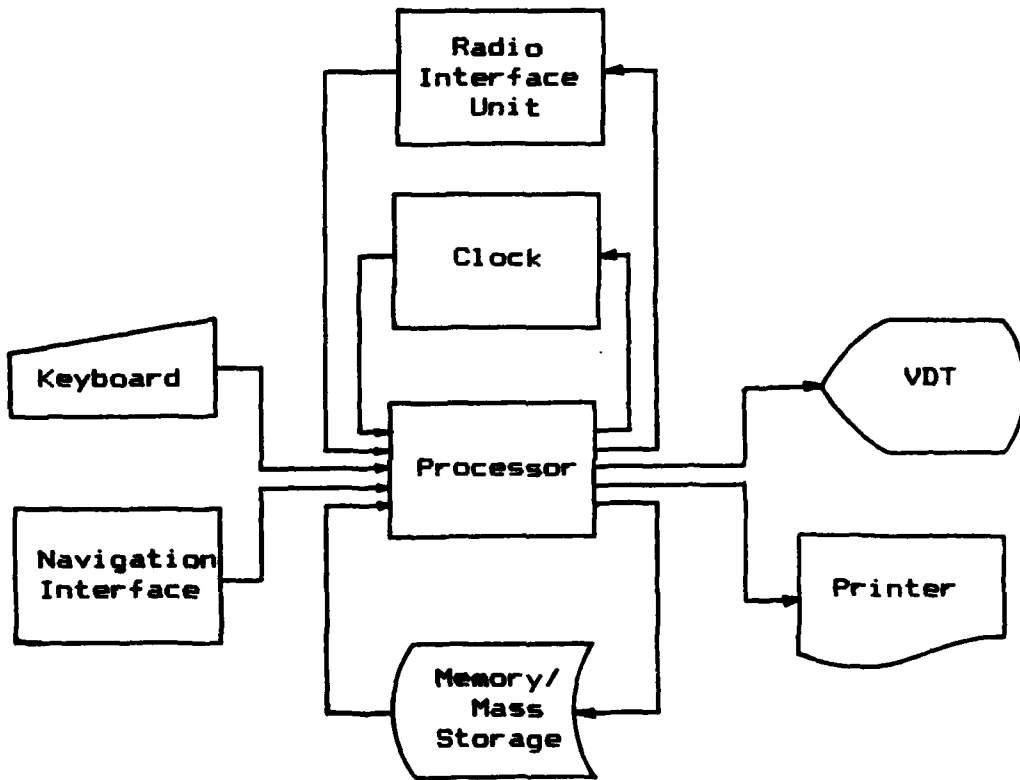 Radio
Interface
Unit
Clock
Keyboard
VDT
Processor
Navigation
Interface
Printer
Memory/
Mass
Storage